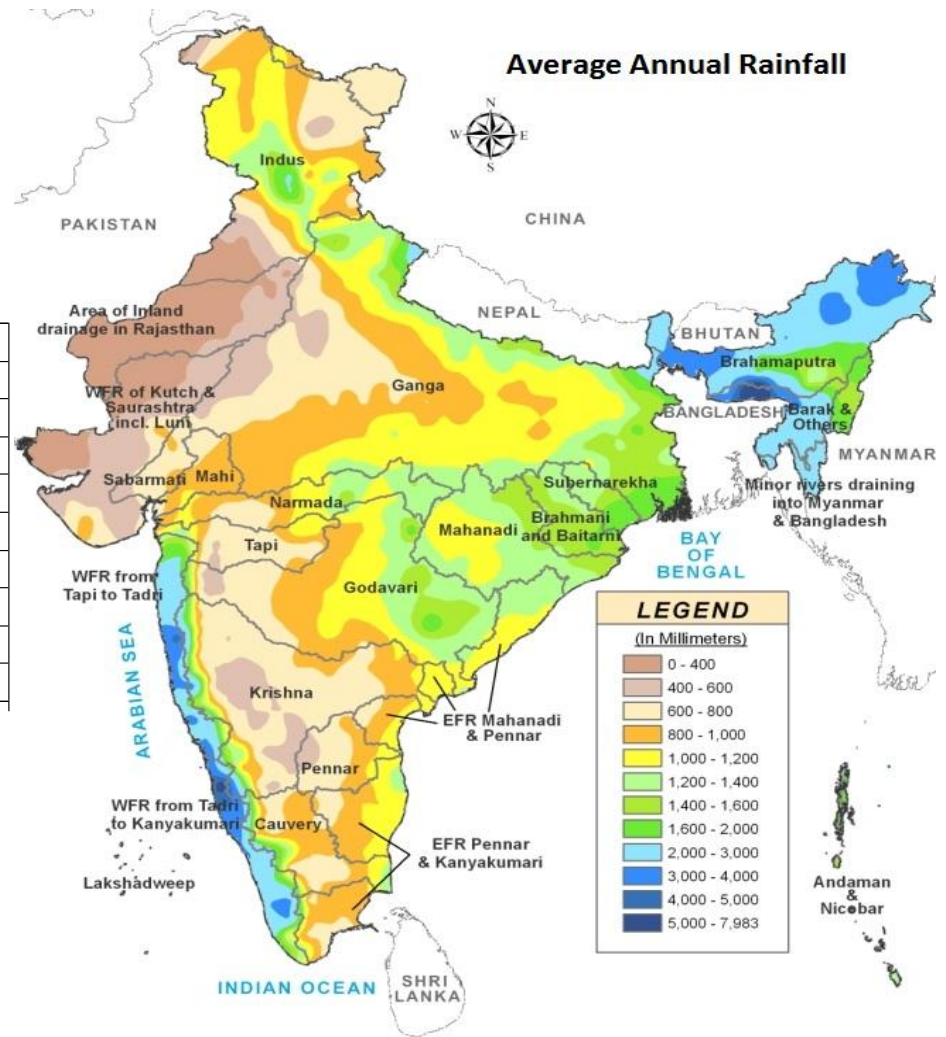 Average Annual Rainfall
N
W E
S
Indus
PAKISTAN
CHINA
NEPAL
BHUTAN
Area of Inland
drainage in Rajasthan
Brahamaputra
WFR of Kutch &
Saurashtra
incl. Luni
Ganga
BANGLADESH
Barak &
Others
MYANMAR
Sabarmati
Mahi
Subernarekha
Minor rivers draining
into Myanmar
& Bangladesh
Narmada
Mahanadi
Brahmani
and Baitarni
Tapi
BAY
OF
BENGAL
WFR from
Tapi to Tadri
Godavari
ARABIAN SEA
Krishna
EFR Mahanadi
& Pennar
Pennar
WFR from Tadri
to Kanyakumari
Cauvery
EFR Pennar
& Kanyakumari
Lakshadweep
Andaman
&
Nicobar
INDIAN OCEAN
SHRI
LANKA
LEGEND
(In Millimeters)
0 - 400
400 - 600
600 - 800
800 - 1,000
1,000 - 1,200
1,200 - 1,400
1,400 - 1,600
1,600 - 2,000
2,000 - 3,000
3,000 - 4,000
4,000 - 5,000
5,000 - 7,983